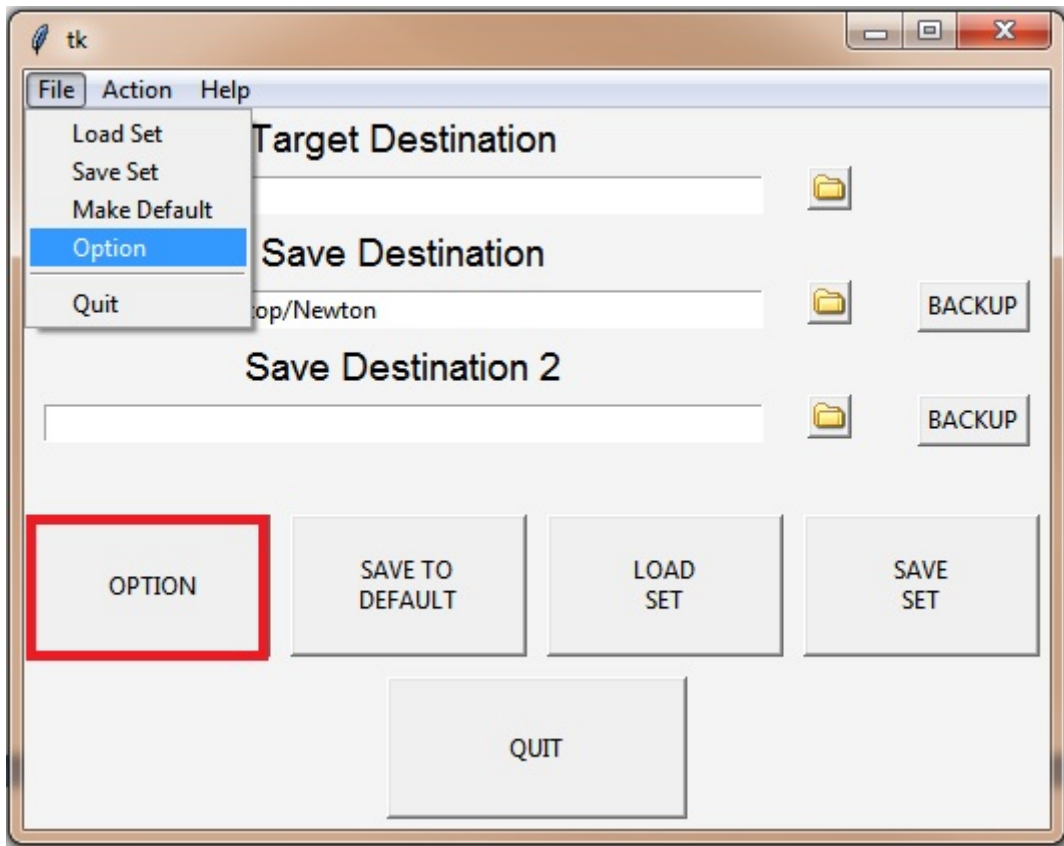 tk
File Action Help
Load Set
Save Set
Make Default
Option
Quit
Target Destination
Save Destination
top/Newton
BACKUP
Save Destination 2
BACKUP
OPTION
SAVE TO
DEFAULT
LOAD
SET
SAVE
SET
QUIT